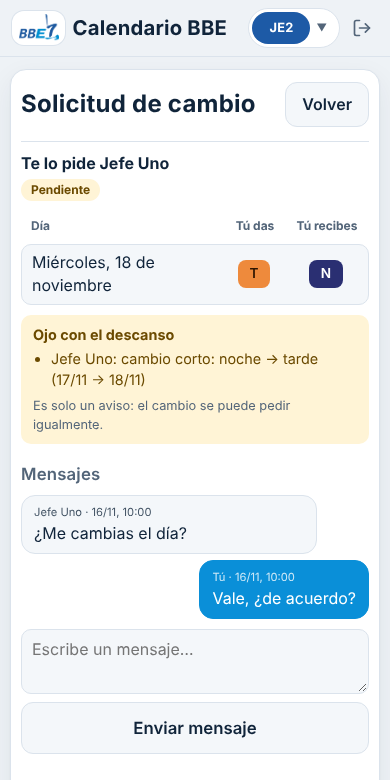 BBE
Calendario BBE
JE2 ▼
Solicitud de cambio
Volver
Te lo pide Jefe Uno
Pendiente
Día Tú das Tú recibes
Miércoles, 18 de
noviembre
T N
Ojo con el descanso
• Jefe Uno: cambio corto: noche → tarde
(17/11 → 18/11)
Es solo un aviso: el cambio se puede pedir
igualmente.
Mensajes
Jefe Uno · 16/11, 10:00
¿Me cambias el día?
Tú · 16/11, 10:00
Vale, ¿de acuerdo?
Escribe un mensaje...
Enviar mensaje